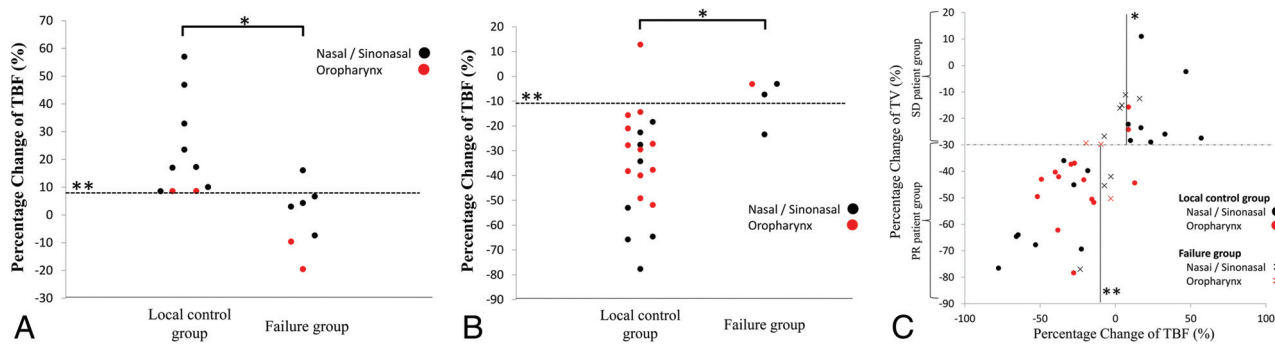 Percentage Change of TBF (%)
70
60
50
40
30
20
10
0
-10
-20
30
*
**
Nasal / Sinonasal
Oropharynx
Local control
group
Failure group
A
Percentage Change of TBF (%)
20
10
0
-10
-20
-30
-40
-50
-60
-70
-80
-90
*
**
Nasal / Sinonasal
Oropharynx
Local control
group
Failure group
B
Percentage Change of TV (%)
SD patient group
PR patient group
20
10
0
-10
-20
-30
-40
-50
-60
-70
-80
-90
*
**
Local control group
Nasal / Sinonasal
Oropharynx
Failure group
Nasai / Sinonasal
Oropharynx
-100
-50
0
50
100
Percentage Change of TBF (%)
C